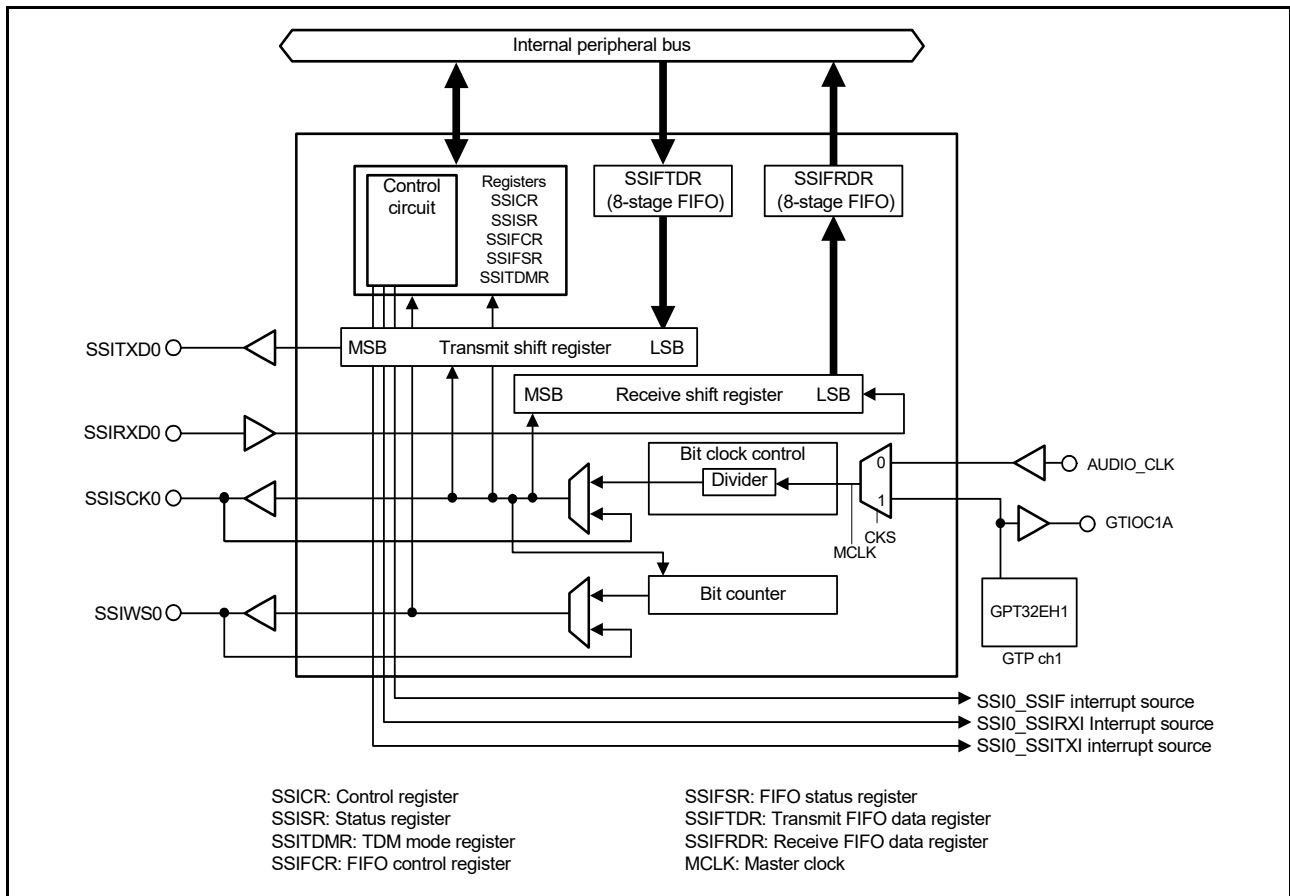 Internal peripheral bus
Control
circuit
Registers
SSICR
SSISR
SSIFCR
SSIFSR
SSITDMR
SSIFTDR
(8-stage FIFO)
SSIFRDR
(8-stage FIFO)
SSITXD0
MSB Transmit shift register LSB
MSB Receive shift register LSB
SSIRXD0
Bit clock control
Divider
0
1
AUDIO_CLK
SSISCK0
GTIOC1A
CKS
MCLK
Bit counter
SSIWS0
GPT32EH1
GTP ch1
SSI0_SSIF interrupt source
SSI0_SSIRXI Interrupt source
SSI0_SSITXI interrupt source
SSICR: Control register
SSISR: Status register
SSITDMR: TDM mode register
SSIFCR: FIFO control register
SSIFSR: FIFO status register
SSIFTDR: Transmit FIFO data register
SSIFRDR: Receive FIFO data register
MCLK: Master clock